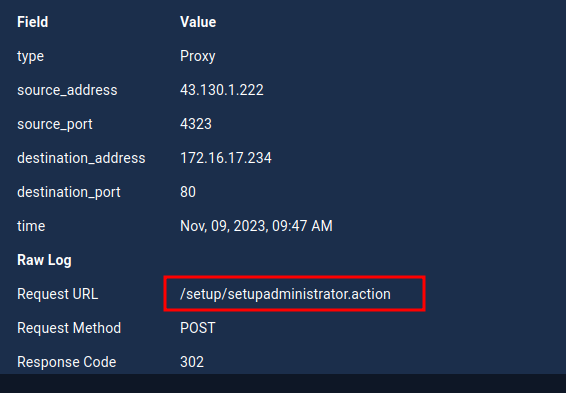 Field Value
type Proxy
source_address 43.130.1.222
source_port 4323
destination_address 172.16.17.234
destination_port 80
time Nov, 09, 2023, 09:47 AM
Raw Log
Request URL /setup/setupadministrator.action
Request Method POST
Response Code 302